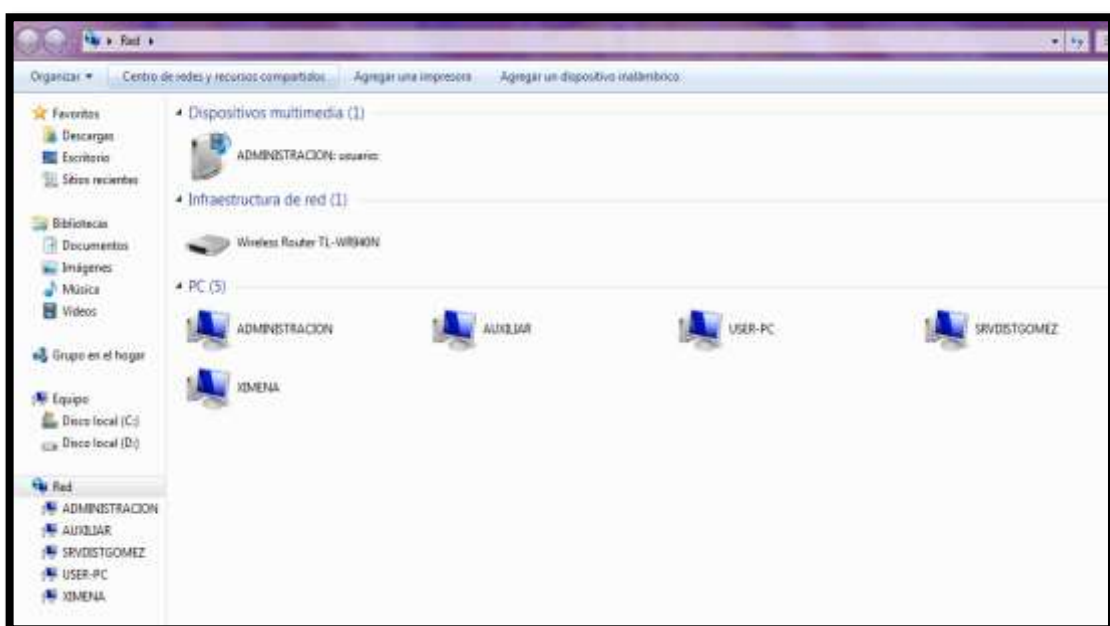 Red
Organizar
Centro de redes y recursos compartidos
Agregar una impresora
Agregar un dispositivo inalámbrico
Favoritos
Descargas
Escritorio
Sitios recientes
Bibliotecas
Documentos
Imágenes
Música
Videos
Grupo en el hogar
Equipo
Disco local (C:)
Disco local (D:)
Red
ADMINISTRACION
AUXILIAR
SRVDISTGOMEZ
USER-PC
XIMENA
Dispositivos multimedia (1)
ADMINISTRACION: usuario:
Infraestructura de red (1)
Wireless Router TL-WR940N
PC (5)
ADMINISTRACION
AUXILIAR
USER-PC
SRVDISTGOMEZ
XIMENA